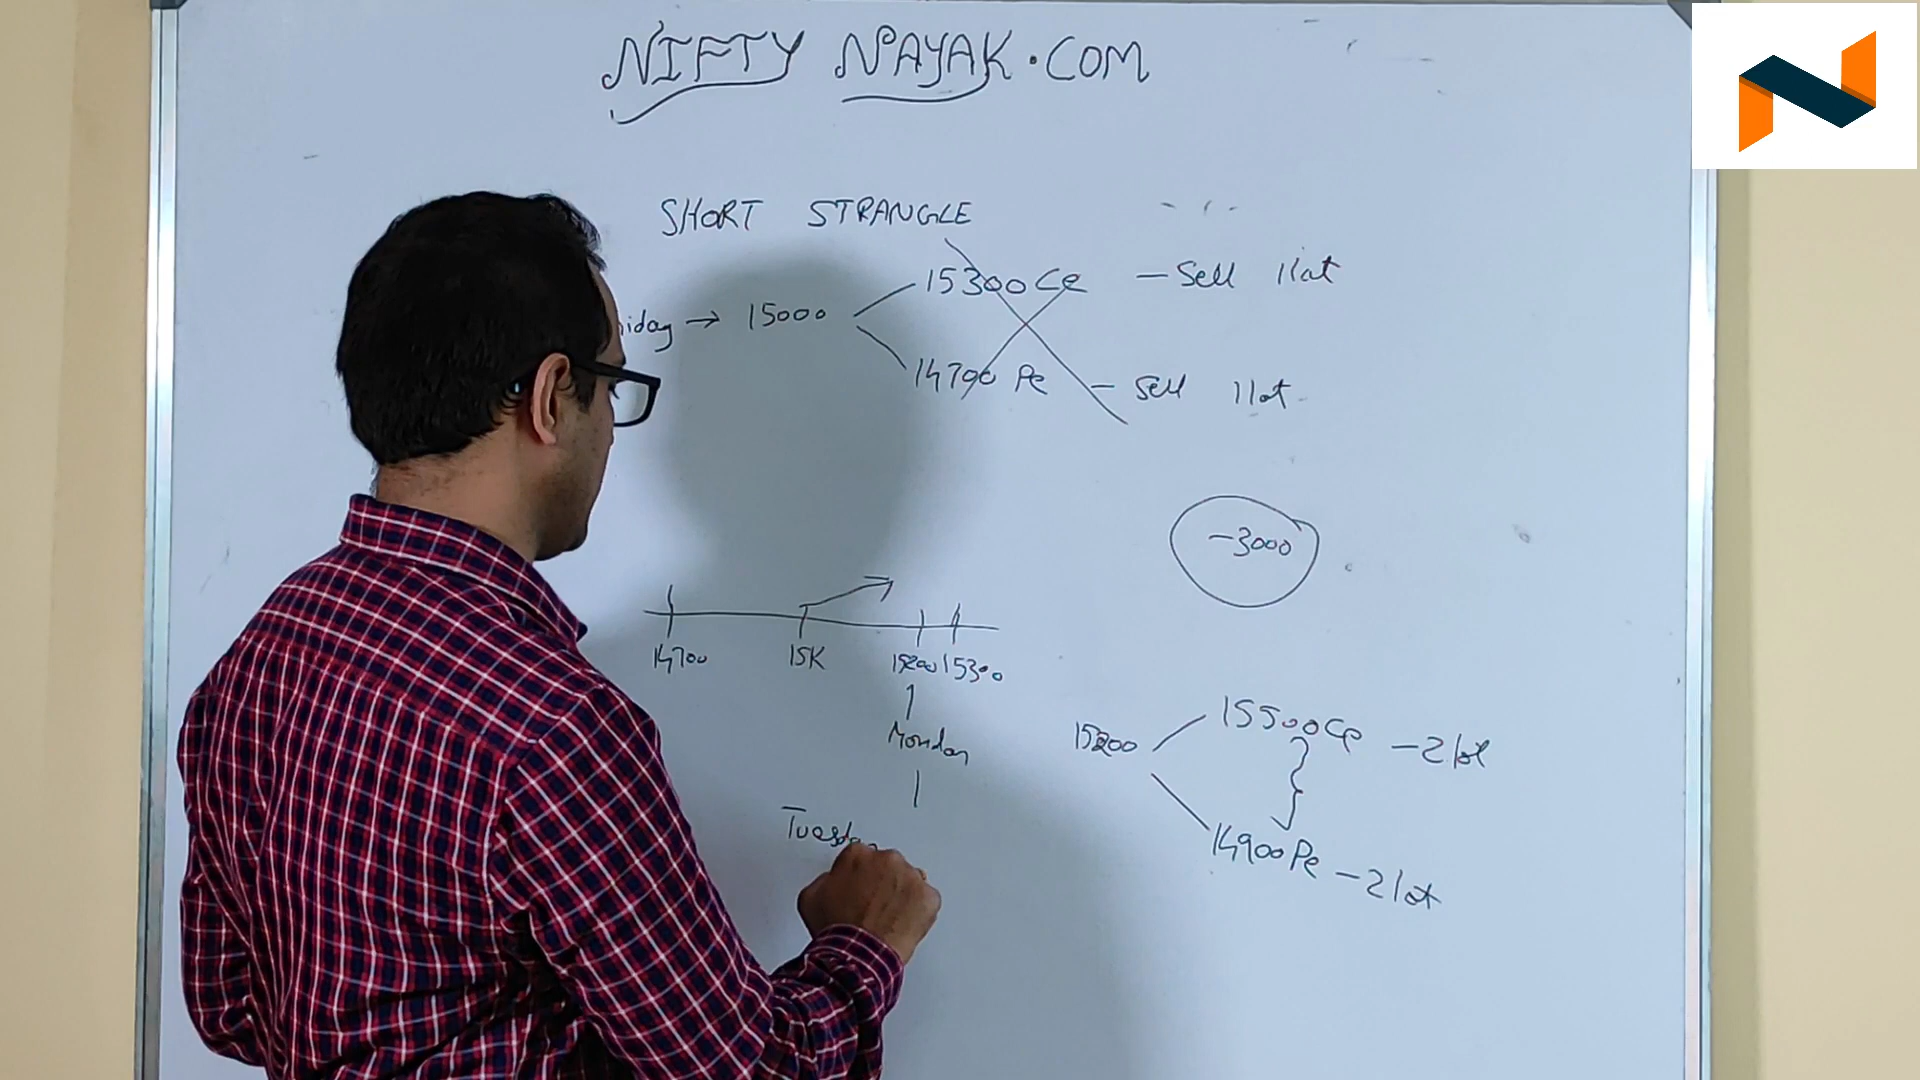 NIFTY NAYAK.COM
SHORT STRANGLE
15300 Ce - Sell 1 lot
iday → 15000
14700 Pe - Sell 1 lot
-3000
14700 15K 15200 15300
Monday
15200
15500 Ce - 2 lot
14900 Pe - 2 lot
Tuesday